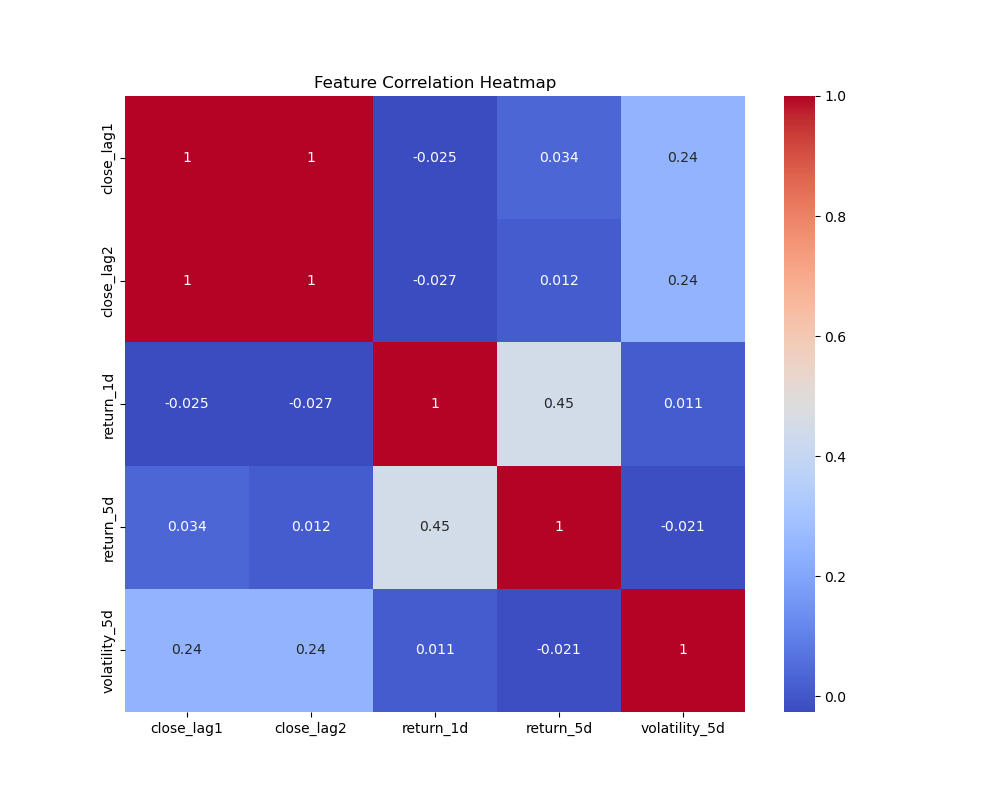 Feature Correlation Heatmap
close_lag1 1 1 -0.025 0.034 0.24
close_lag2 1 1 -0.027 0.012 0.24
return_1d -0.025 -0.027 1 0.45 0.011
return_5d 0.034 0.012 0.45 1 -0.021
volatility_5d 0.24 0.24 0.011 -0.021 1
close_lag1 close_lag2 return_1d return_5d volatility_5d
1.0
0.8
0.6
0.4
0.2
0.0